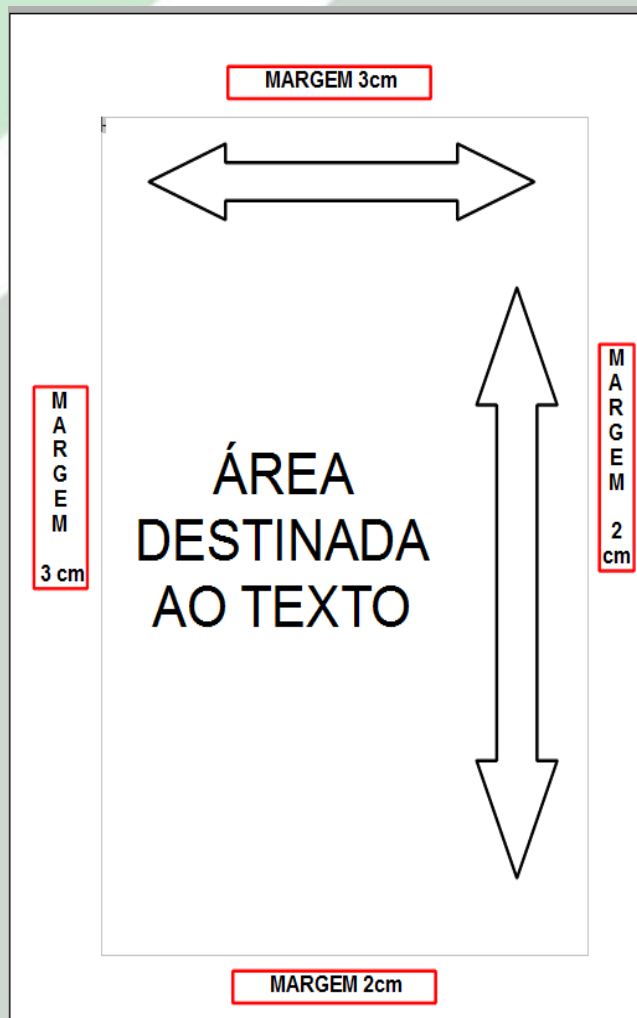 MARGEM 3cm
M
A
R
G
E
M
3 cm
ÁREA
DESTINADA
AO TEXTO
M
A
R
G
E
M
2
cm
MARGEM 2cm